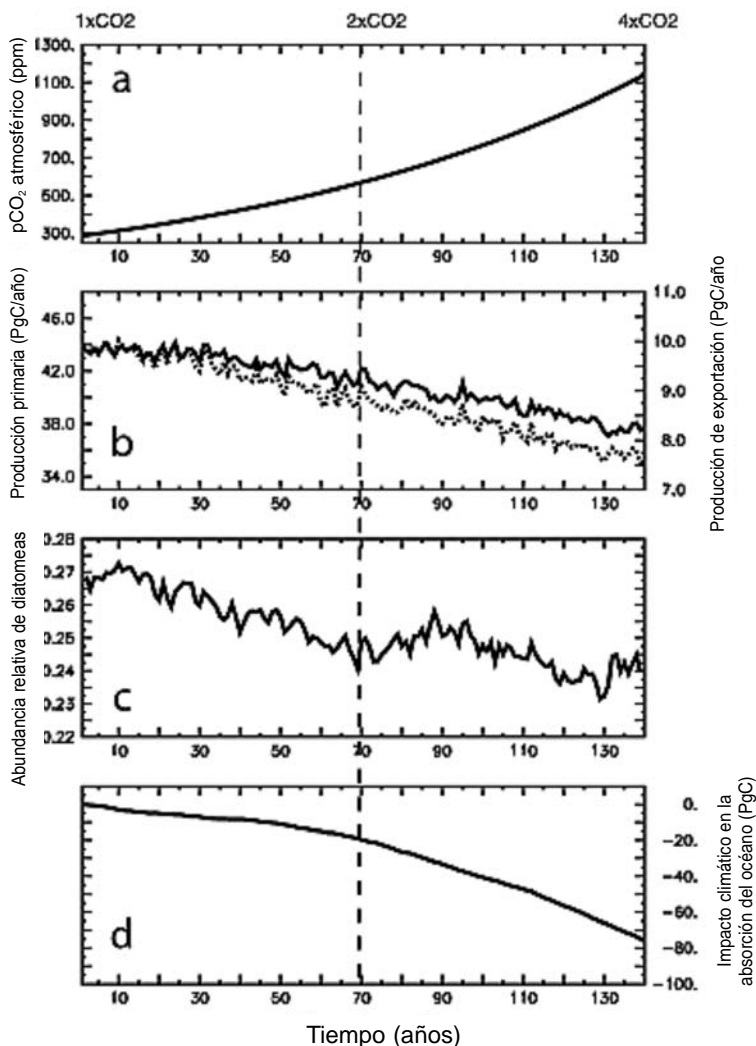 1xCO2 2xCO2 4xCO2
pCO₂ atmosférico (ppm)
1300.
1100.
900.
700.
500.
300.
a
10 30 50 70 90 110 130
Producción primaria (PgC/año)
46.0
42.0
38.0
34.0
b
11.0
10.0
9.0
8.0
7.0
Producción de exportación (PgC/año
10 30 50 70 90 110 130
Abundancia relativa de diatomeas
0.28
0.27
0.26
0.25
0.24
0.23
0.22
c
10 30 50 70 90 110 130
d
0.
-20.
-40.
-60.
-80.
-100.
Impacto climático en la
absorción del océano (PgC)
10 30 50 70 90 110 130
Tiempo (años)